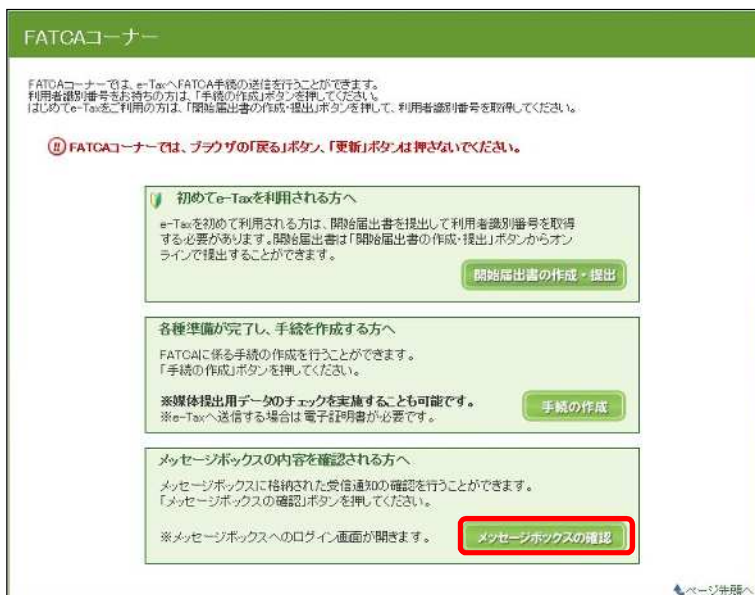 FATCAコーナー
FATCAコーナーでは、e-TaxへFATCA手続の送信を行うことができます。
利用者識別番号をお持ちの方は、「手続の作成」ボタンを押してください。
はじめてe-Taxをご利用の方は、「開始届出書の作成・提出」ボタンを押して、利用者識別番号を取得してください。
FATCAコーナーでは、ブラウザの「戻る」ボタン、「更新」ボタンは押さないでください。
初めてe-Taxを利用される方へ
e-Taxを初めて利用される方は、開始届出書を提出して利用者識別番号を取得
する必要があります。開始届出書は「開始届出書の作成・提出」ボタンからオン
ラインで提出することができます。
開始届出書の作成・提出
各種準備が完了し、手続を作成する方へ
FATCAに係る手続の作成を行うことができます。
「手続の作成」ボタンを押してください。
※媒体提出用データのチェックを実施することも可能です。
※e-Taxへ送信する場合は電子証明書が必要です。
手続の作成
メッセージボックスの内容を確認される方へ
メッセージボックスに格納された受信通知の確認を行うことができます。
「メッセージボックスの確認」ボタンを押してください。
※メッセージボックスへのログイン画面が開きます。
メッセージボックスの確認
ページ先頭へ